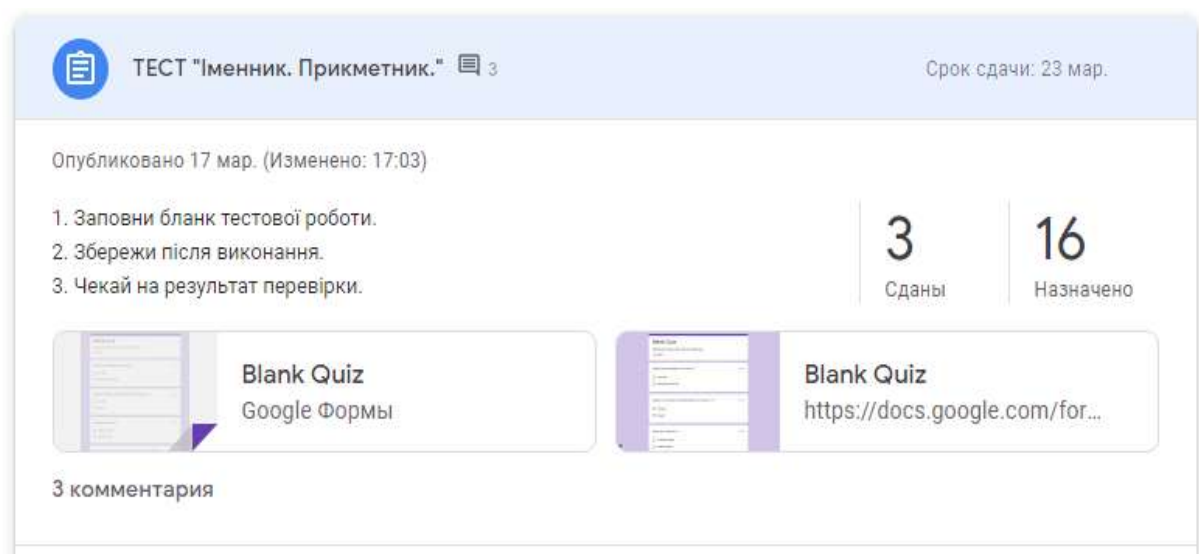 ТЕСТ "Іменник. Прикметник." 3
Срок сдачи: 23 мар.
Опубликовано 17 мар. (Изменено: 17:03)
1. Заповни бланк тестової роботи.
2. Збережи після виконання.
3. Чекай на результат перевірки.
3
Сданы
16
Назначено
Blank Quiz
Google Формы
Blank Quiz
https://docs.google.com/for...
3 комментария